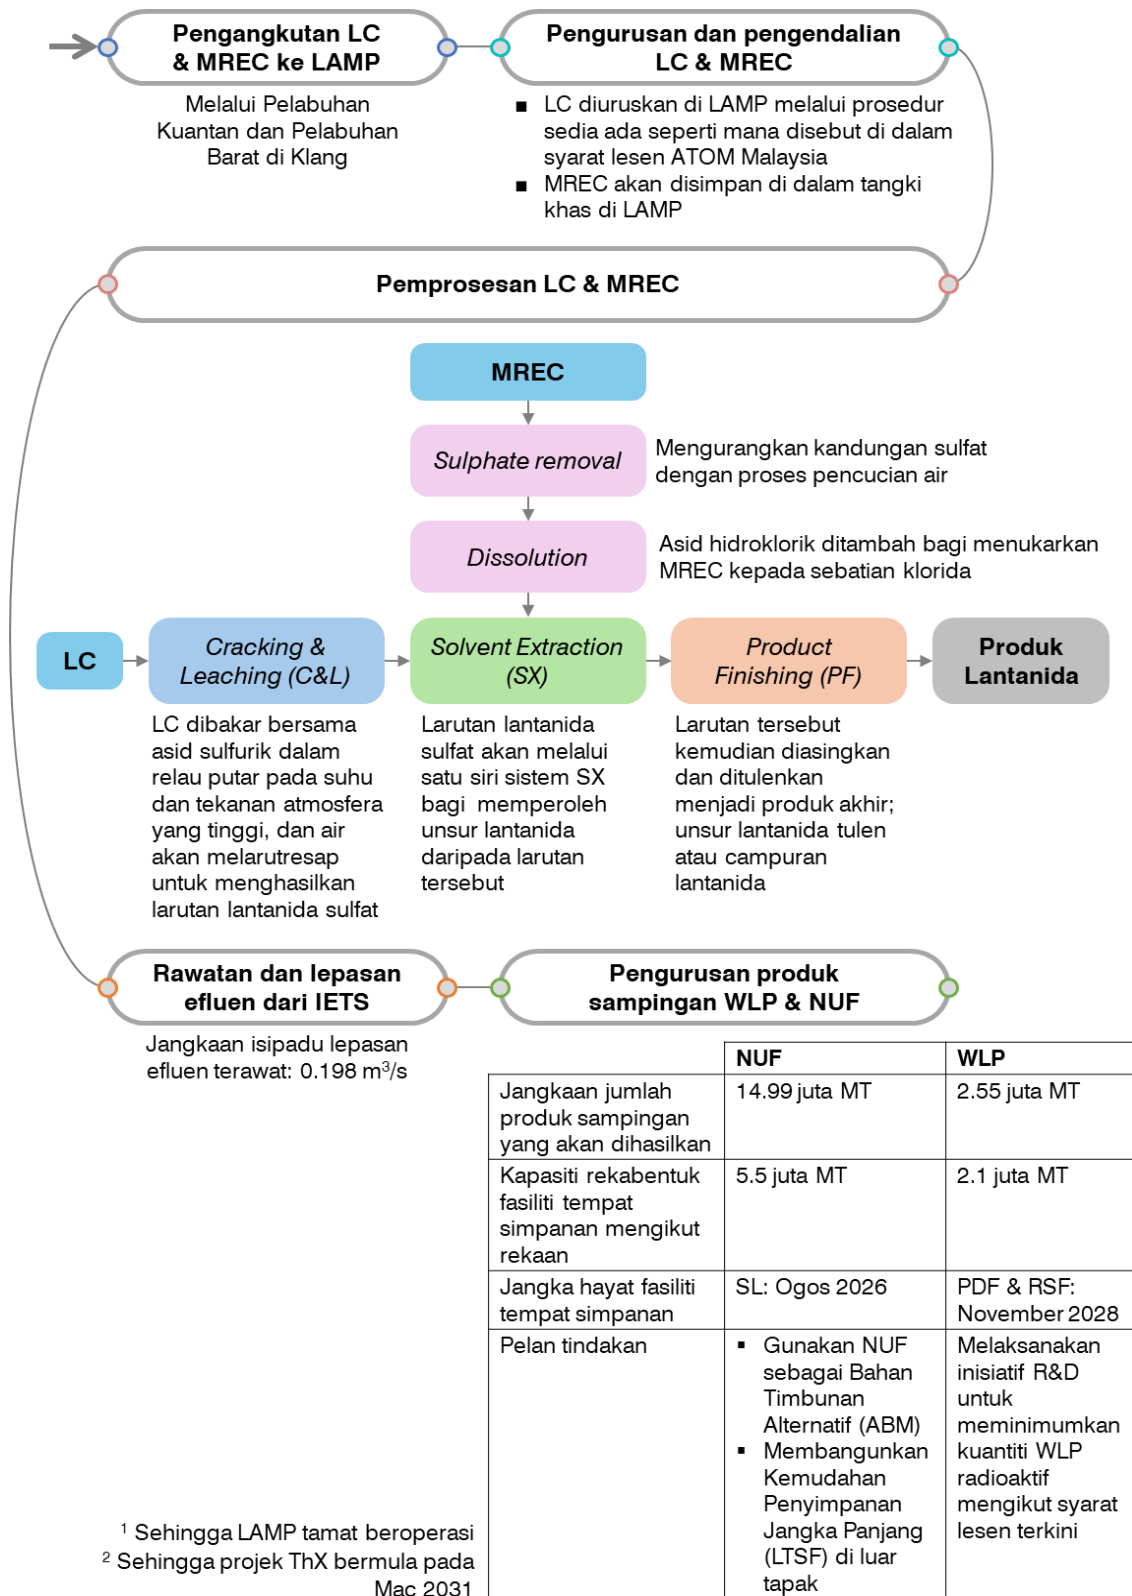 Pengangkutan LC
& MREC ke LAMP
Melalui Pelabuhan
Kuantan dan Pelabuhan
Barat di Klang
Pengurusan dan pengendalian
LC & MREC
▪ LC diuruskan di LAMP melalui prosedur
sedia ada seperti mana disebut di dalam
syarat lesen ATOM Malaysia
▪ MREC akan disimpan di dalam tangki
khas di LAMP
Pemprosesan LC & MREC
MREC
Sulphate removal
Mengurangkan kandungan sulfat
dengan proses pencucian air
Dissolution
Asid hidroklorik ditambah bagi menukarkan
MREC kepada sebatian klorida
LC
Cracking &
Leaching (C&L)
LC dibakar bersama
asid sulfurik dalam
relau putar pada suhu
dan tekanan atmosfera
yang tinggi, dan air
akan melarutresap
untuk menghasilkan
larutan lantanida sulfat
Solvent Extraction
(SX)
Larutan lantanida
sulfat akan melalui
satu siri sistem SX
bagi memperoleh
unsur lantanida
daripada larutan
tersebut
Product
Finishing (PF)
Larutan tersebut
kemudian diasingkan
dan ditulenkan
menjadi produk akhir;
unsur lantanida tulen
atau campuran
lantanida
Produk
Lantanida
Rawatan dan lepasan
efluen dari IETS
Jangkaan isipadu lepasan
efluen terawat: 0.198 m³/s
Pengurusan produk
sampingan WLP & NUF
NUF
WLP
Jangkaan jumlah
produk sampingan
yang akan dihasilkan
14.99 juta MT
2.55 juta MT
Kapasiti rekabentuk
fasiliti tempat
simpanan mengikut
rekaan
5.5 juta MT
2.1 juta MT
Jangka hayat fasiliti
tempat simpanan
SL: Ogos 2026
PDF & RSF:
November 2028
Pelan tindakan
▪ Gunakan NUF
sebagai Bahan
Timbunan
Alternatif (ABM)
▪ Membangunkan
Kemudahan
Penyimpanan
Jangka Panjang
(LTSF) di luar
tapak
Melaksanakan
inisiatif R&D
untuk
meminimumkan
kuantiti WLP
radioaktif
mengikut syarat
lesen terkini
¹ Sehingga LAMP tamat beroperasi
² Sehingga projek ThX bermula pada
Mac 2031